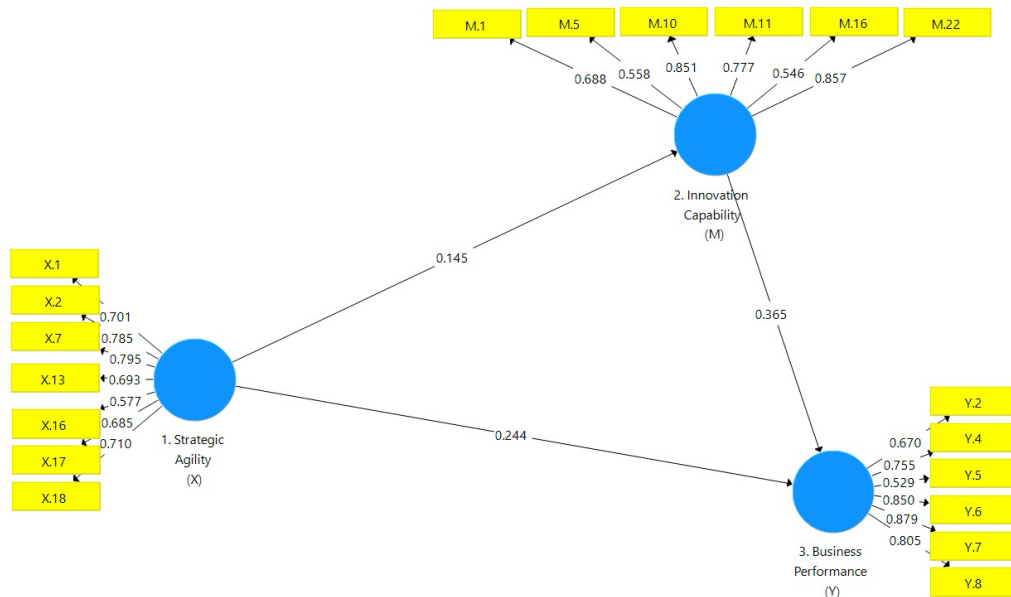 M.1
M.5
M.10
M.11
M.16
M.22
0.688
0.558
0.851
0.777
0.546
0.857
2. Innovation
Capability
(M)
X.1
X.2
X.7
X.13
X.16
X.17
X.18
0.701
0.785
0.795
0.693
0.577
0.685
0.710
1. Strategic
Agility
(X)
0.145
0.365
0.244
3. Business
Performance
(Y)
0.670
0.755
0.529
0.850
0.879
0.805
Y.2
Y.4
Y.5
Y.6
Y.7
Y.8